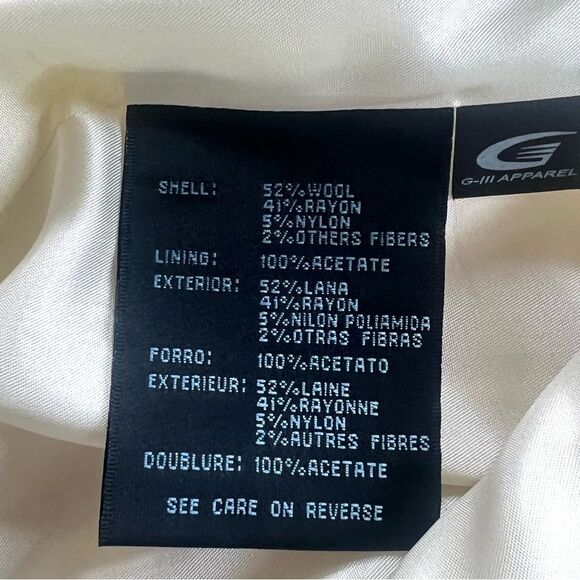 SHELL: 52%WOOL
41%RAYON
5%NYLON
2%OTHERS FIBERS
LINING: 100%ACETATE
EXTERIOR: 52%LANA
41%RAYON
5%NILON POLIAMIDA
2%OTRAS FIBRAS
FORRO: 100%ACETATO
EXTERIEUR: 52%LAINE
41%RAYONNE
5%NYLON
2%AUTRES FIBRES
DOUBLURE: 100%ACETATE
SEE CARE ON REVERSE
G-III APPAREL